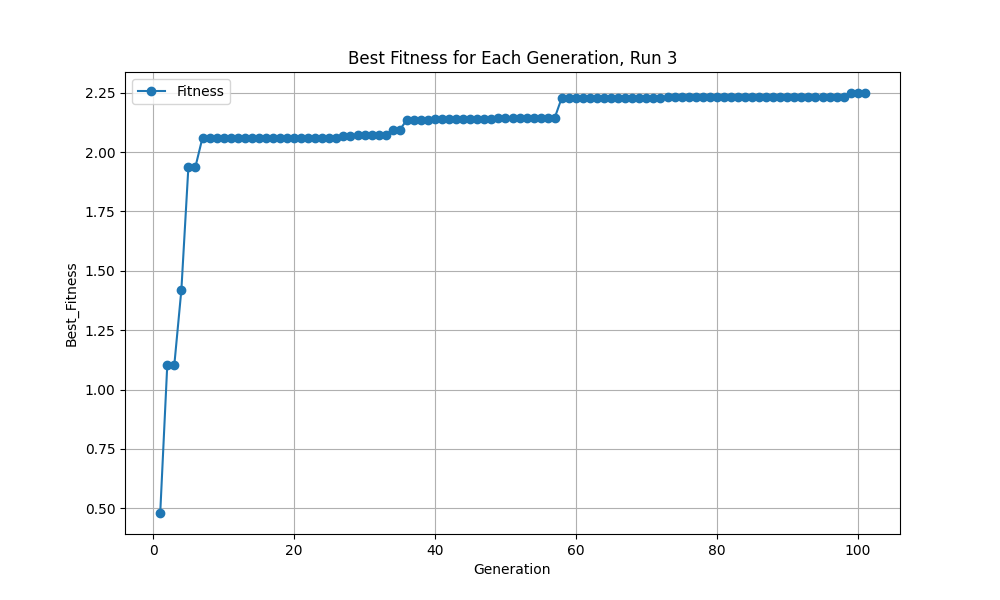 Best Fitness for Each Generation, Run 3
Fitness
2.25
2.00
1.75
1.50
1.25
1.00
0.75
0.50
Best_Fitness
0 20 40 60 80 100
Generation